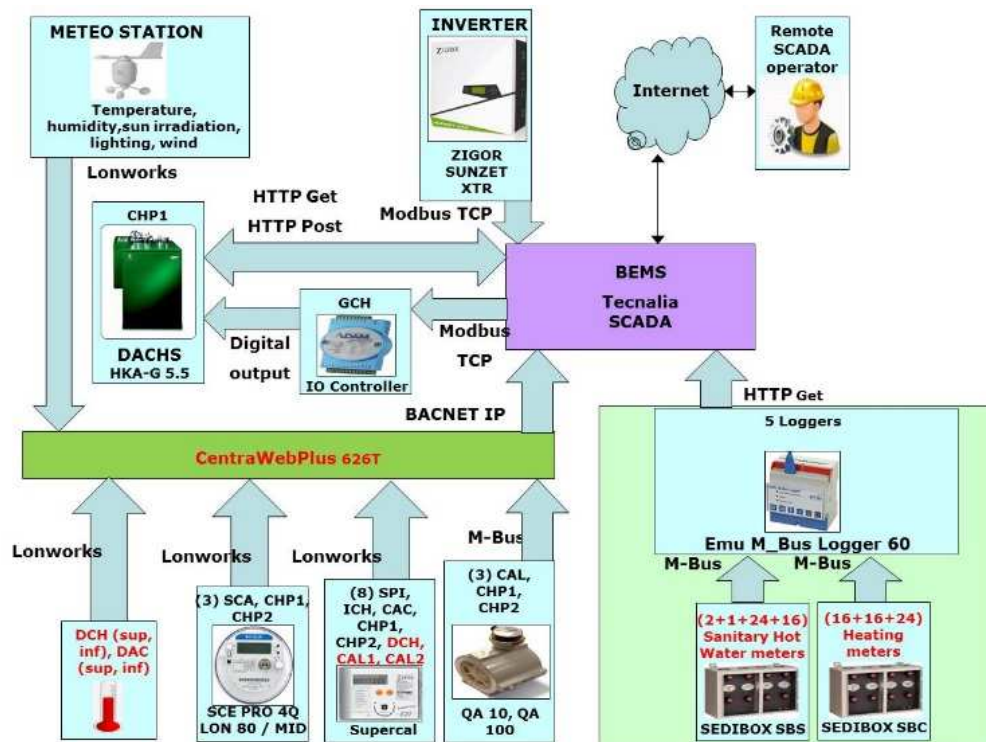 METEO STATION
Temperature,
humidity,sun irradiation,
lighting, wind
Lonworks
INVERTER
ZIGOR
ZIGOR
SUNZET
XTR
Modbus TCP
Internet
Remote
SCADA
operator
HTTP Get
HTTP Post
CHP1
DACHS
HKA-G 5.5
Digital
output
GCH
IO Controller
Modbus
TCP
BEMS
Tecnalia
SCADA
BACNET IP
HTTP Get
CentraWebPlus 626T
5 Loggers
Emu M_Bus Logger 60
M-Bus
M-Bus
Lonworks
Lonworks
Lonworks
M-Bus
DCH (sup,
inf), DAC
(sup, inf)
(3) SCA, CHP1,
CHP2
SCE PRO 4Q
LON 80 / MID
(8) SPI,
ICH, CAC,
CHP1,
CHP2, DCH,
CAL1, CAL2
Supercal
(3) CAL,
CHP1,
CHP2
QA 10, QA
100
(2+1+24+16)
Sanitary Hot
Water meters
SEDIBOX SBS
(16+16+24)
Heating
meters
SEDIBOX SBC